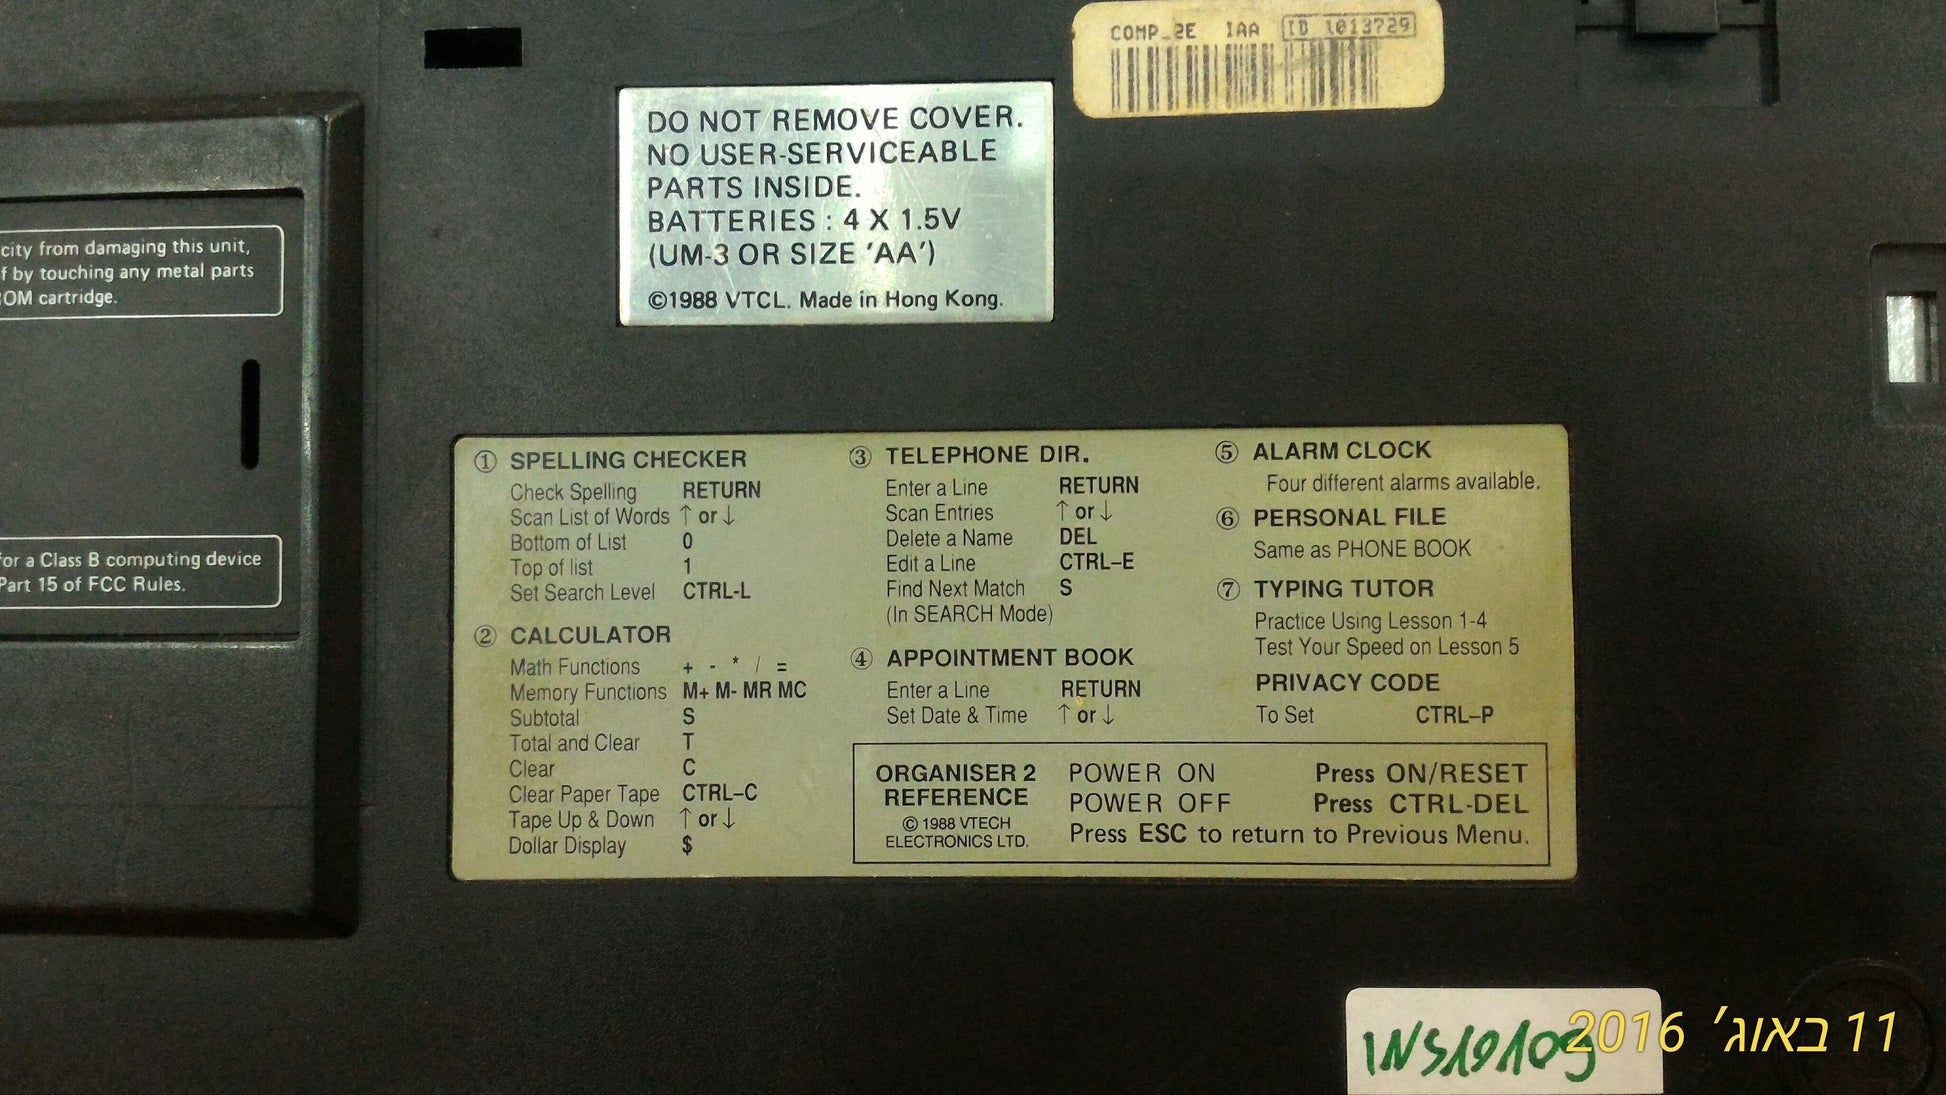 COMP_2E IAA ID 1013729
DO NOT REMOVE COVER.
NO USER-SERVICEABLE
PARTS INSIDE.
BATTERIES : 4 X 1.5V
(UM-3 OR SIZE 'AA')
©1988 VTCL. Made in Hong Kong.
city from damaging this unit,
f by touching any metal parts
OM cartridge.
for a Class B computing device
Part 15 of FCC Rules.
① SPELLING CHECKER
Check Spelling RETURN
Scan List of Words ↑ or ↓
Bottom of List 0
Top of list 1
Set Search Level CTRL-L
② CALCULATOR
Math Functions + - * / =
Memory Functions M+ M- MR MC
Subtotal S
Total and Clear T
Clear C
Clear Paper Tape CTRL–C
Tape Up & Down ↑ or ↓
Dollar Display $
③ TELEPHONE DIR.
Enter a Line RETURN
Scan Entries ↑ or ↓
Delete a Name DEL
Edit a Line CTRL–E
Find Next Match S
(In SEARCH Mode)
④ APPOINTMENT BOOK
Enter a Line RETURN
Set Date & Time ↑ or ↓
⑤ ALARM CLOCK
Four different alarms available.
⑥ PERSONAL FILE
Same as PHONE BOOK
⑦ TYPING TUTOR
Practice Using Lesson 1-4
Test Your Speed on Lesson 5
PRIVACY CODE
To Set CTRL–P
ORGANISER 2
REFERENCE
© 1988 VTECH
ELECTRONICS LTD.
POWER ON Press ON/RESET
POWER OFF Press CTRL-DEL
Press ESC to return to Previous Menu.
11 באוג׳ 2016